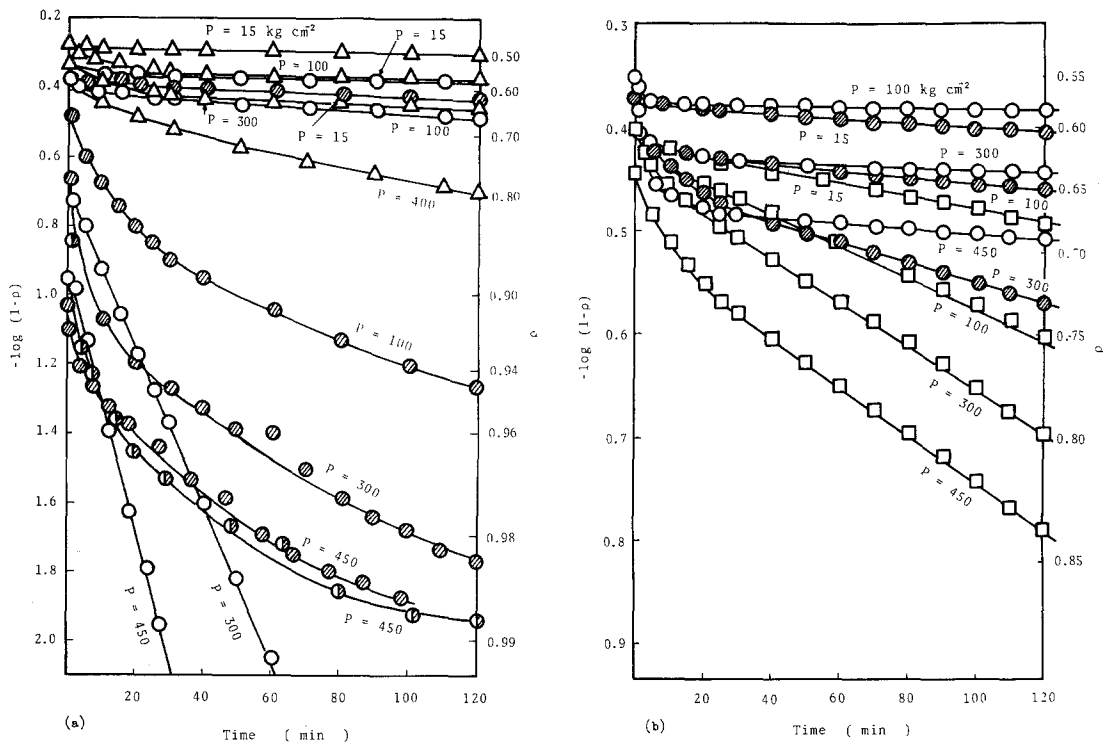 0.2
0.4
0.6
0.8
1.0
1.2
1.4
1.6
1.8
2.0
-log (1-ρ)
P = 15 kg cm⁻²
P = 15
P = 100
P = 300
P = 15
P = 100
P = 400
P = 100
P = 300
P = 450
P = 450
P = 300
P = 450
0.50
0.60
0.70
0.80
0.90
0.94
0.96
0.98
0.99
ρ
20
40
60
80
100
120
(a)
Time ( min )
0.3
0.4
0.5
0.6
0.7
0.8
0.9
-log (1-ρ)
P = 100 kg cm⁻²
P = 15
P = 300
P = 15
P = 100
P = 450
P = 300
P = 100
P = 300
P = 450
0.55
0.60
0.65
0.70
0.75
0.80
0.85
ρ
0
20
40
60
80
100
120
(b)
Time ( min )